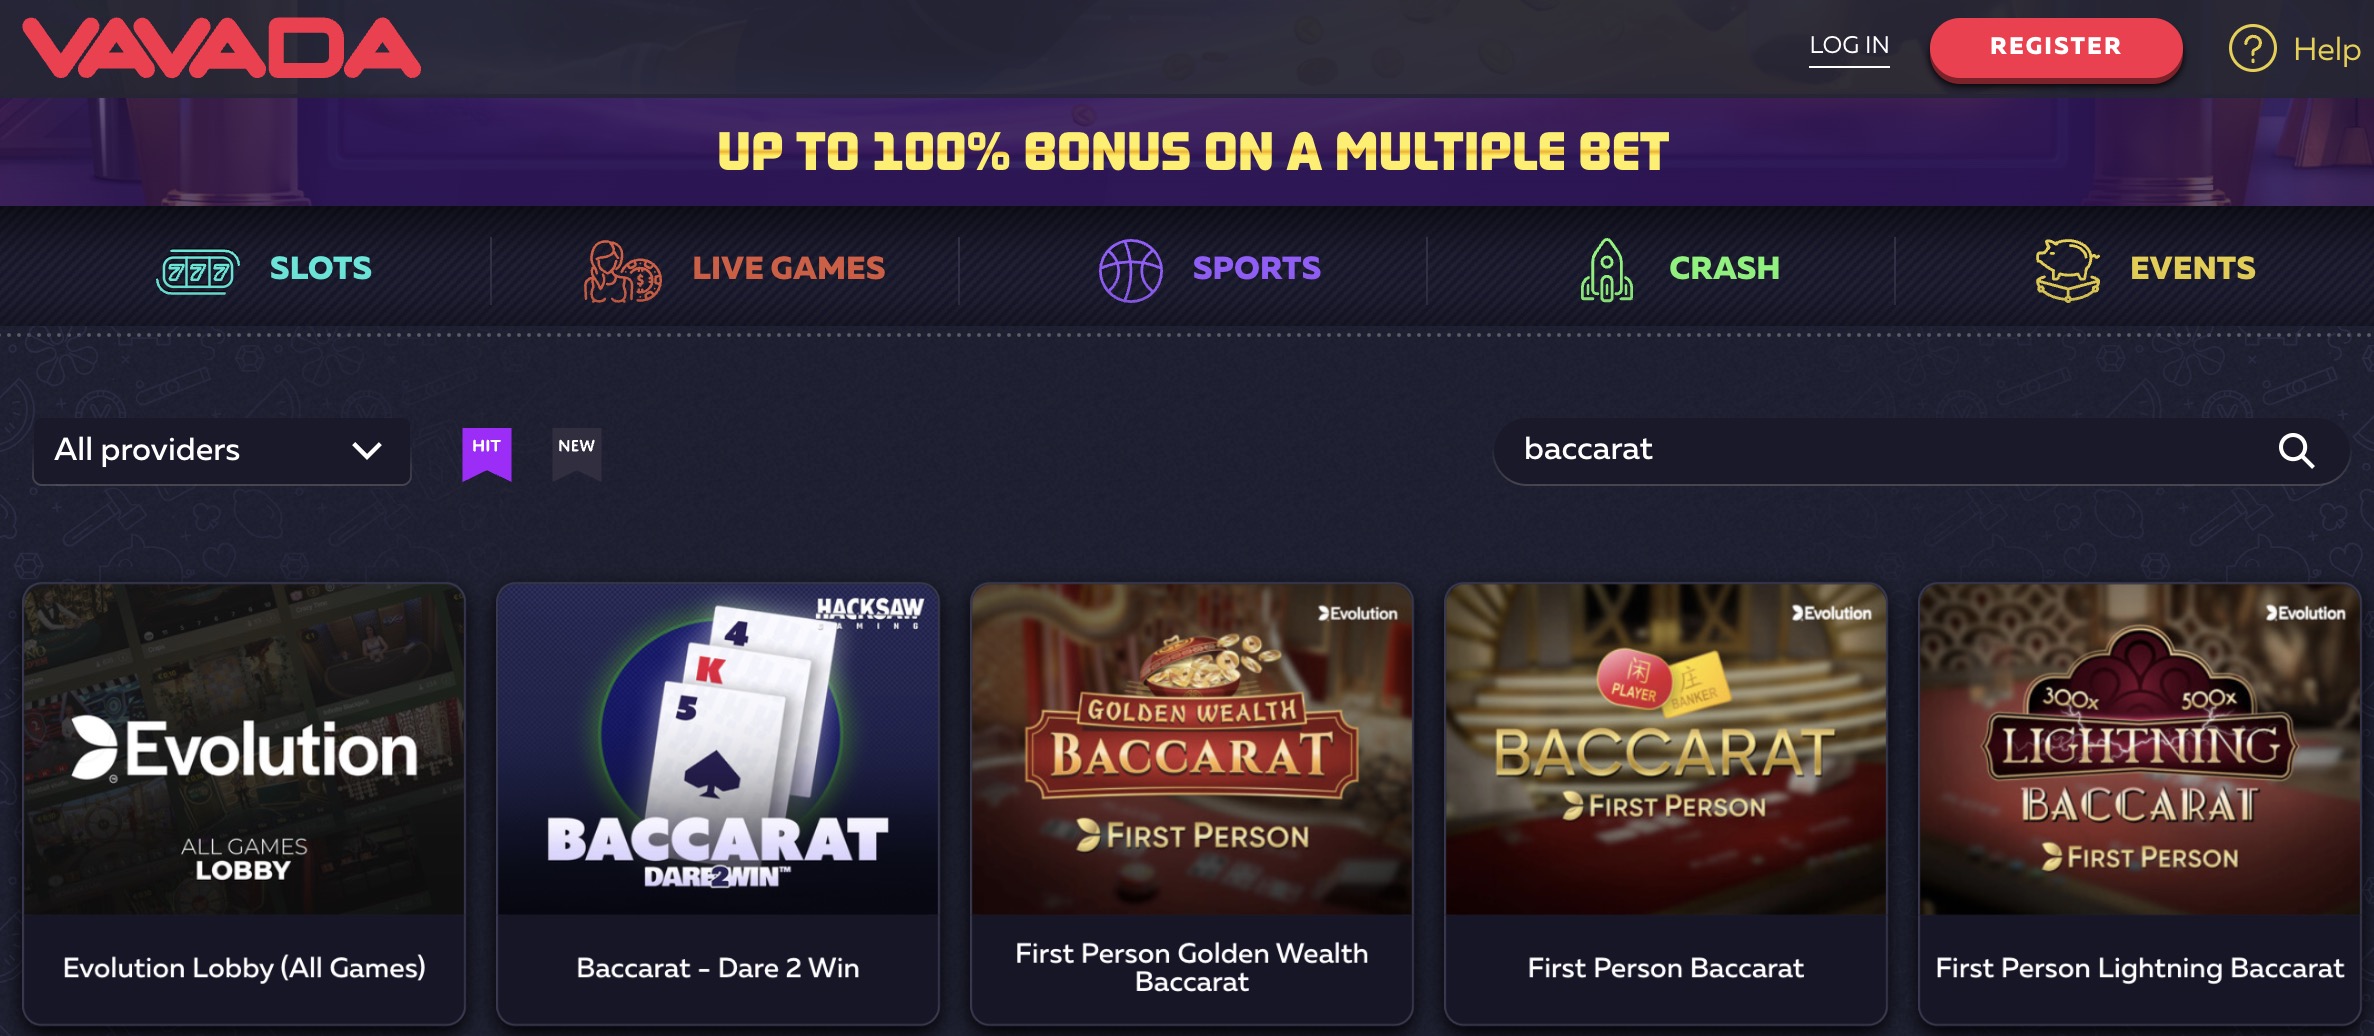 VAVADA
LOG IN
REGISTER
? Help
UP TO 100% BONUS ON A MULTIPLE BET
777 SLOTS
LIVE GAMES
SPORTS
CRASH
EVENTS
All providers
HIT
NEW
baccarat
Evolution
ALL GAMES
LOBBY
Evolution Lobby (All Games)
HACKSAW
GAMING
4
K
5
BACCARAT
DARE2WIN™
Baccarat - Dare 2 Win
Evolution
GOLDEN WEALTH
BACCARAT
FIRST PERSON
First Person Golden Wealth
Baccarat
Evolution
闲
PLAYER
庄
BANKER
BACCARAT
FIRST PERSON
First Person Baccarat
Evolution
300x 500x
LIGHTNING
BACCARAT
FIRST PERSON
First Person Lightning Baccarat